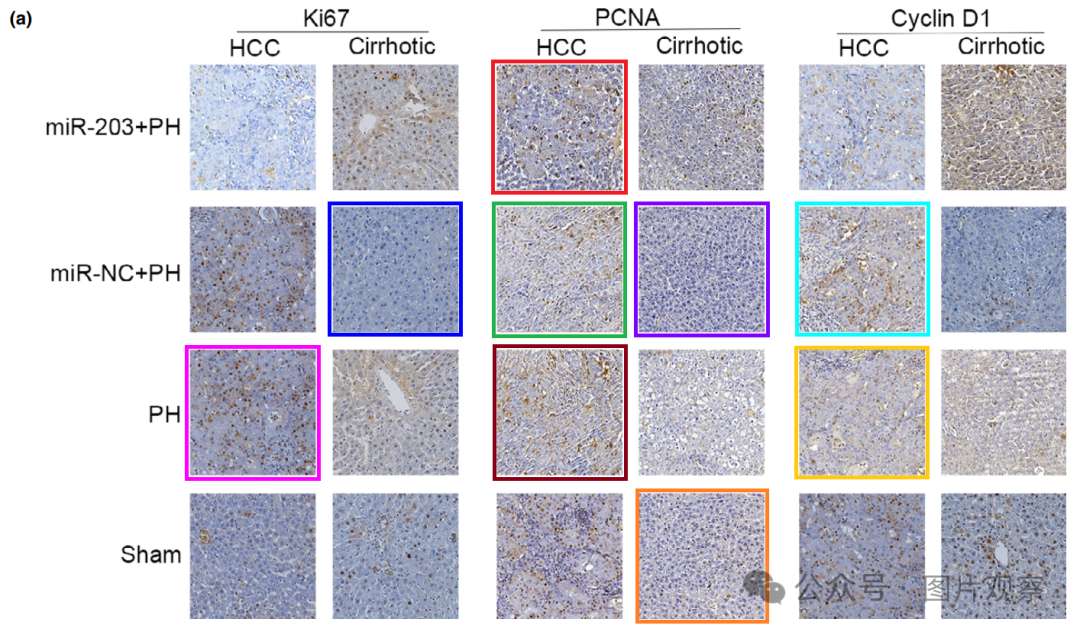 (a)
Ki67 PCNA Cyclin D1
HCC Cirrhotic HCC Cirrhotic HCC Cirrhotic
miR-203+PH
miR-NC+PH
PH
Sham
公众号 图片观察